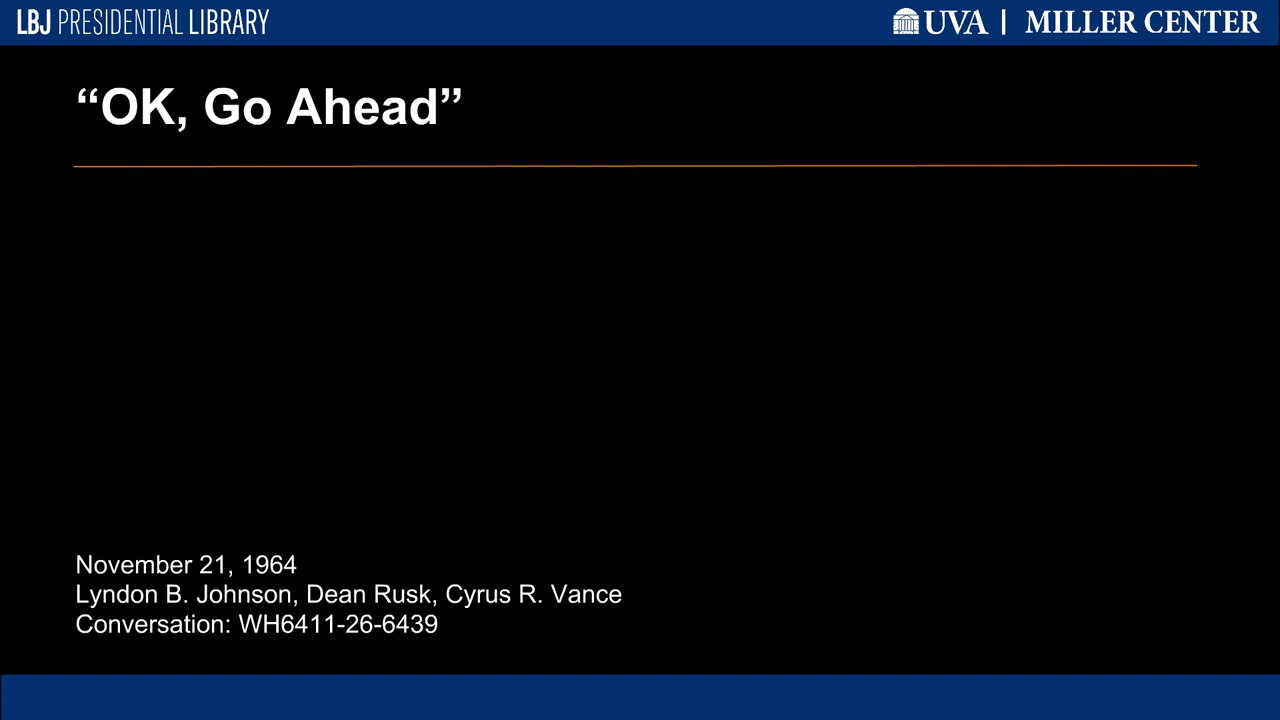 LBJ PRESIDENTIAL LIBRARY
UVA | MILLER CENTER
“OK, Go Ahead”
November 21, 1964
Lyndon B. Johnson, Dean Rusk, Cyrus R. Vance
Conversation: WH6411-26-6439